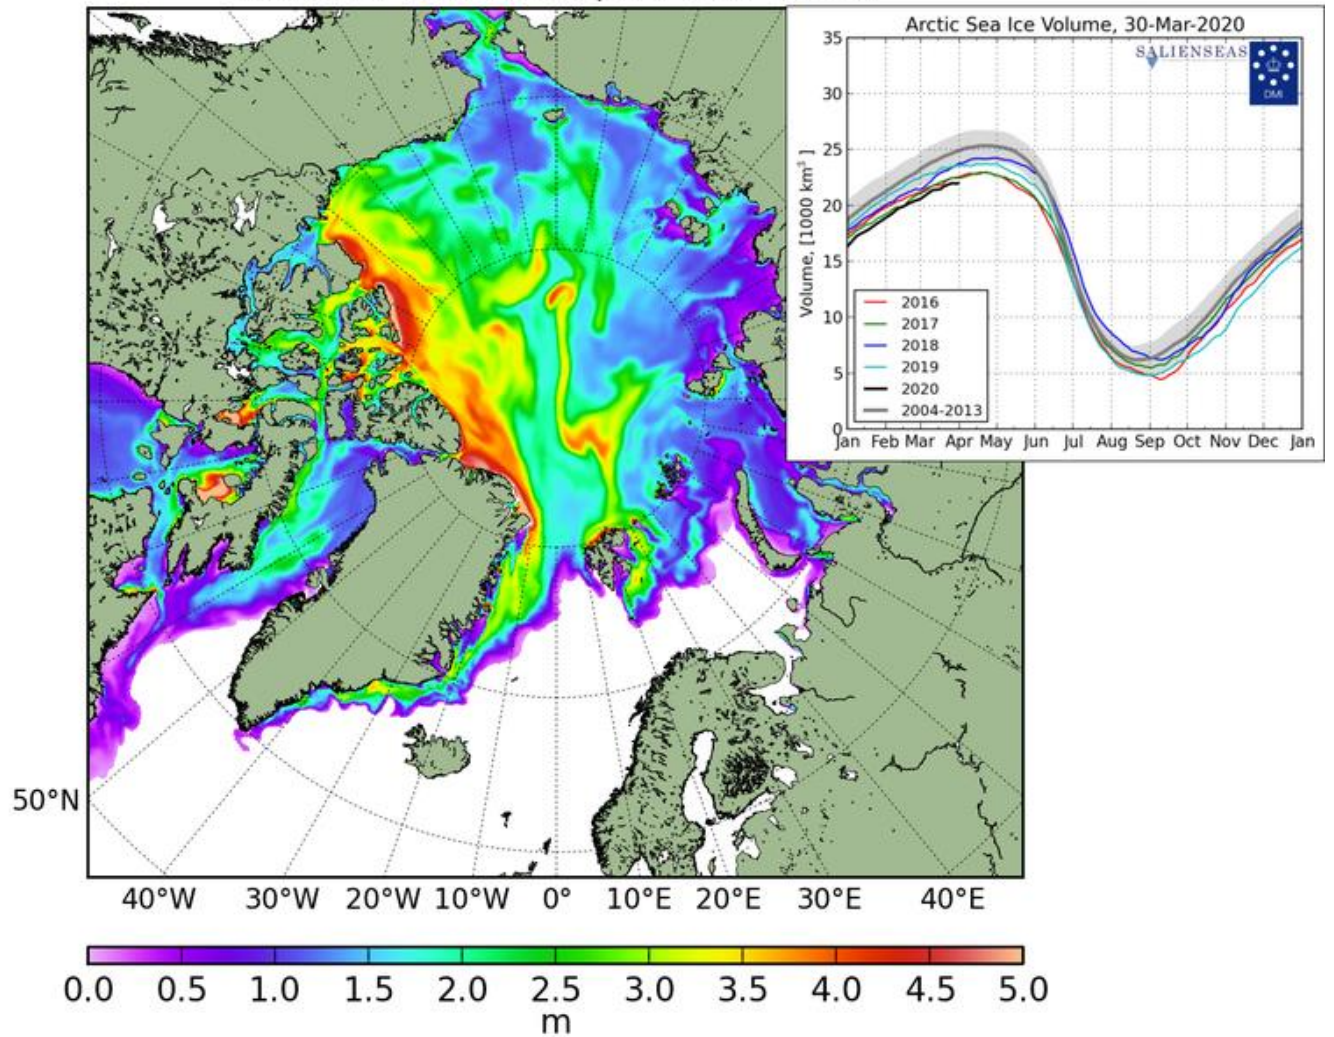 Arctic Sea Ice Volume, 30-Mar-2020
SALIENSEAS
DMI
Volume, [1000 km³ ]
35
30
25
20
15
10
5
0
2016
2017
2018
2019
2020
2004-2013
Jan Feb Mar Apr May Jun Jul Aug Sep Oct Nov Dec Jan
50°N
40°W 30°W 20°W 10°W 0° 10°E 20°E 30°E 40°E
0.0 0.5 1.0 1.5 2.0 2.5 3.0 3.5 4.0 4.5 5.0
m